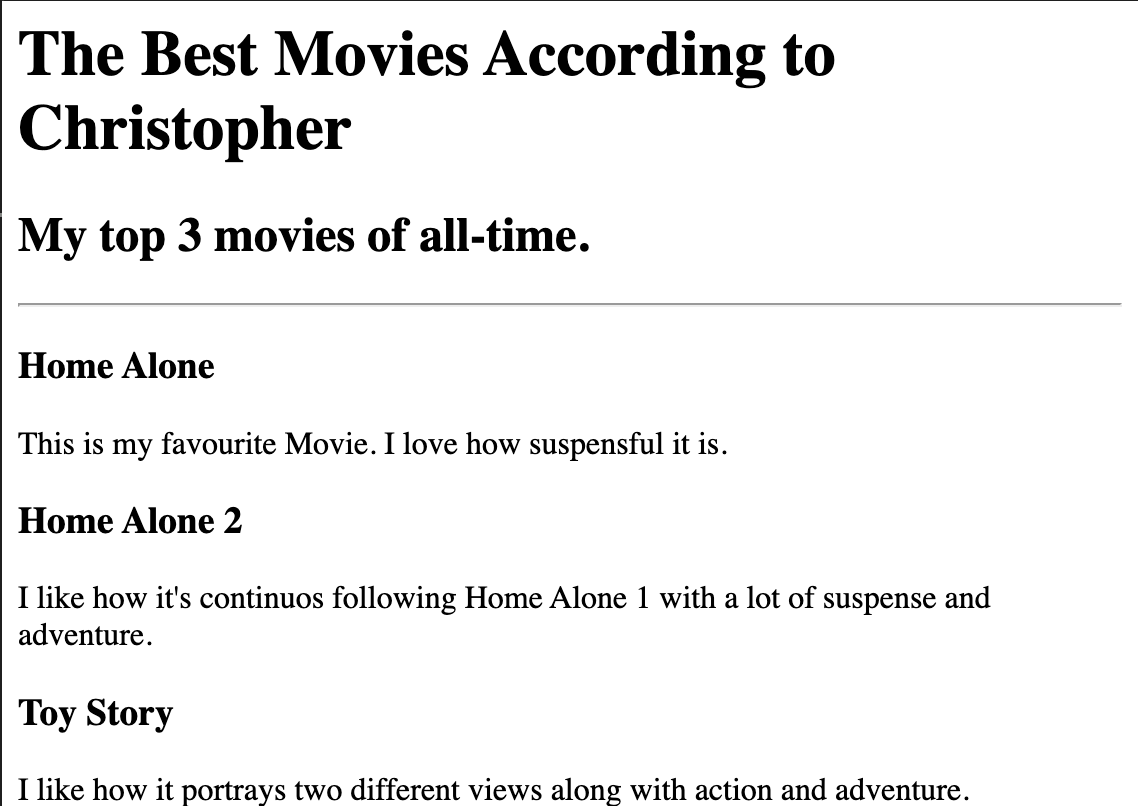 The Best Movies According to
Christopher
My top 3 movies of all-time.
Home Alone
This is my favourite Movie. I love how suspensful it is.
Home Alone 2
I like how it's continuos following Home Alone 1 with a lot of suspense and
adventure.
Toy Story
I like how it portrays two different views along with action and adventure.